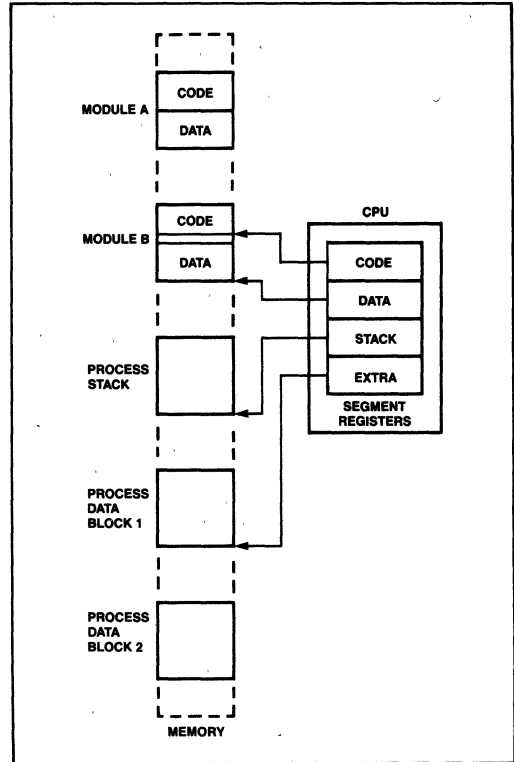 CODE
MODULE A
DATA
CPU
CODE
MODULE B
DATA
CODE
DATA
STACK
EXTRA
SEGMENT
REGISTERS
PROCESS
STACK
PROCESS
DATA
BLOCK 1
PROCESS
DATA
BLOCK 2
MEMORY